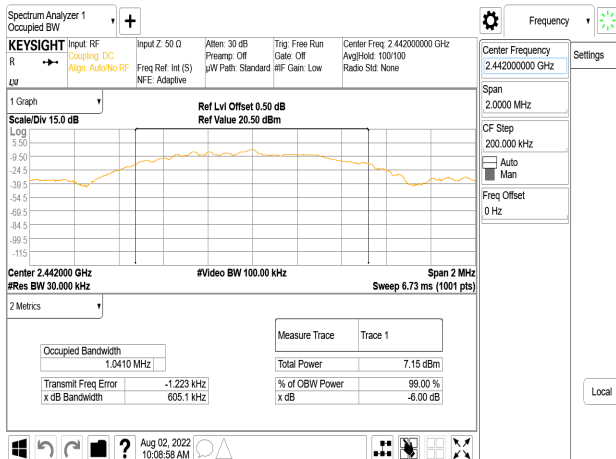 Spectrum Analyzer 1
Occupied BW
Frequency
KEYSIGHT
R
Input: RF
Coupling: DC
Align: Auto/No RF
Input Z: 50 Ω
Freq Ref: Int (S)
NFE: Adaptive
Atten: 30 dB
Preamp: Off
µW Path: Standard
Trig: Free Run
Gate: Off
#IF Gain: Low
Center Freq: 2.442000000 GHz
Avg|Hold: 100/100
Radio Std: None
LXI
Center Frequency
2.442000000 GHz
Settings
Span
2.0000 MHz
CF Step
200.000 kHz
Auto
Man
Freq Offset
0 Hz
Local
1 Graph
Scale/Div 15.0 dB
Ref Lvl Offset 0.50 dB
Ref Value 20.50 dBm
Log
5.50
-9.50
-24.5
-39.5
-54.5
-69.5
-84.5
-99.5
-115
Center 2.442000 GHz
#Video BW 100.00 kHz
Span 2 MHz
#Res BW 30.000 kHz
Sweep 6.73 ms (1001 pts)
2 Metrics
Measure Trace Trace 1
Occupied Bandwidth
1.0410 MHz
Total Power 7.15 dBm
Transmit Freq Error -1.223 kHz
% of OBW Power 99.00 %
x dB Bandwidth 605.1 kHz
x dB -6.00 dB
?
Aug 02, 2022
10:08:58 AM